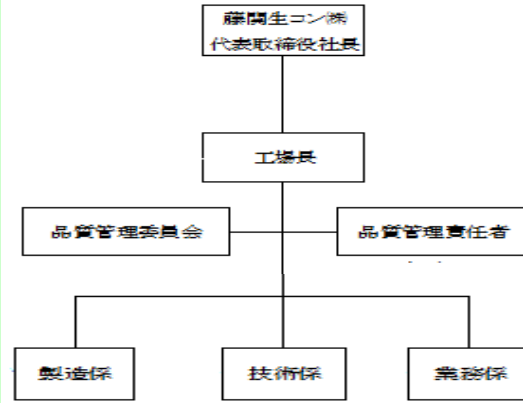 藤関生コン㈱
代表取締役社長
工場長
品質管理委員会
品質管理責任者
製造係
技術係
業務係